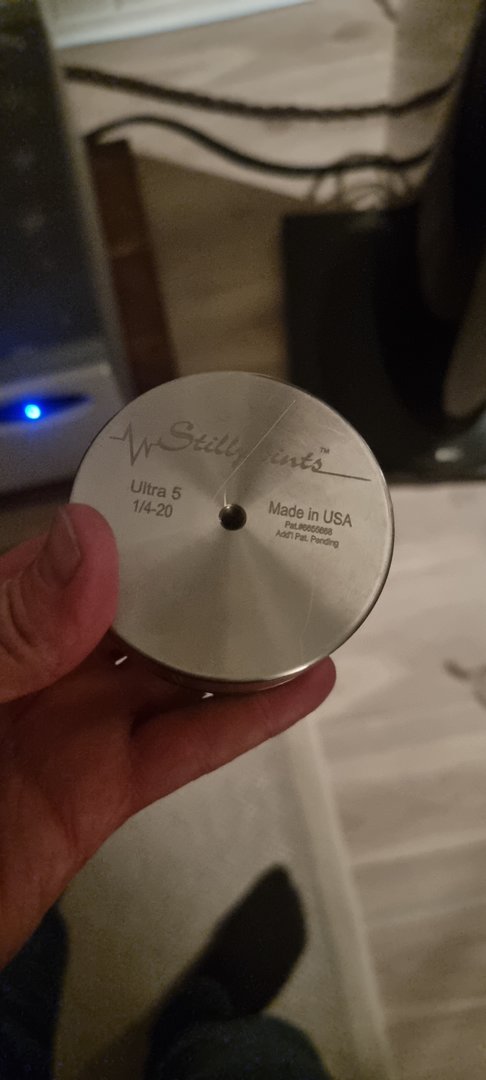 Stillpoints™
Ultra 5
1/4-20
Made in USA
Add'l Pat. Pending